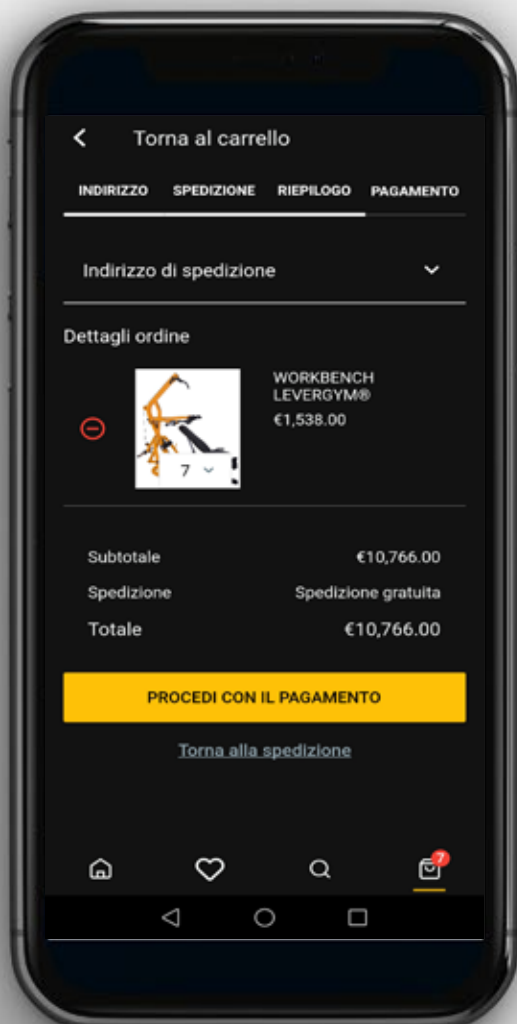 Torna al carrello
INDIRIZZO SPEDIZIONE RIEPILOGO PAGAMENTO
Indirizzo di spedizione
Dettagli ordine
WORKBENCH
LEVERGYM®
€1,538.00
7
Subtotale €10,766.00
Spedizione Spedizione gratuita
Totale €10,766.00
PROCEDI CON IL PAGAMENTO
Torna alla spedizione
7